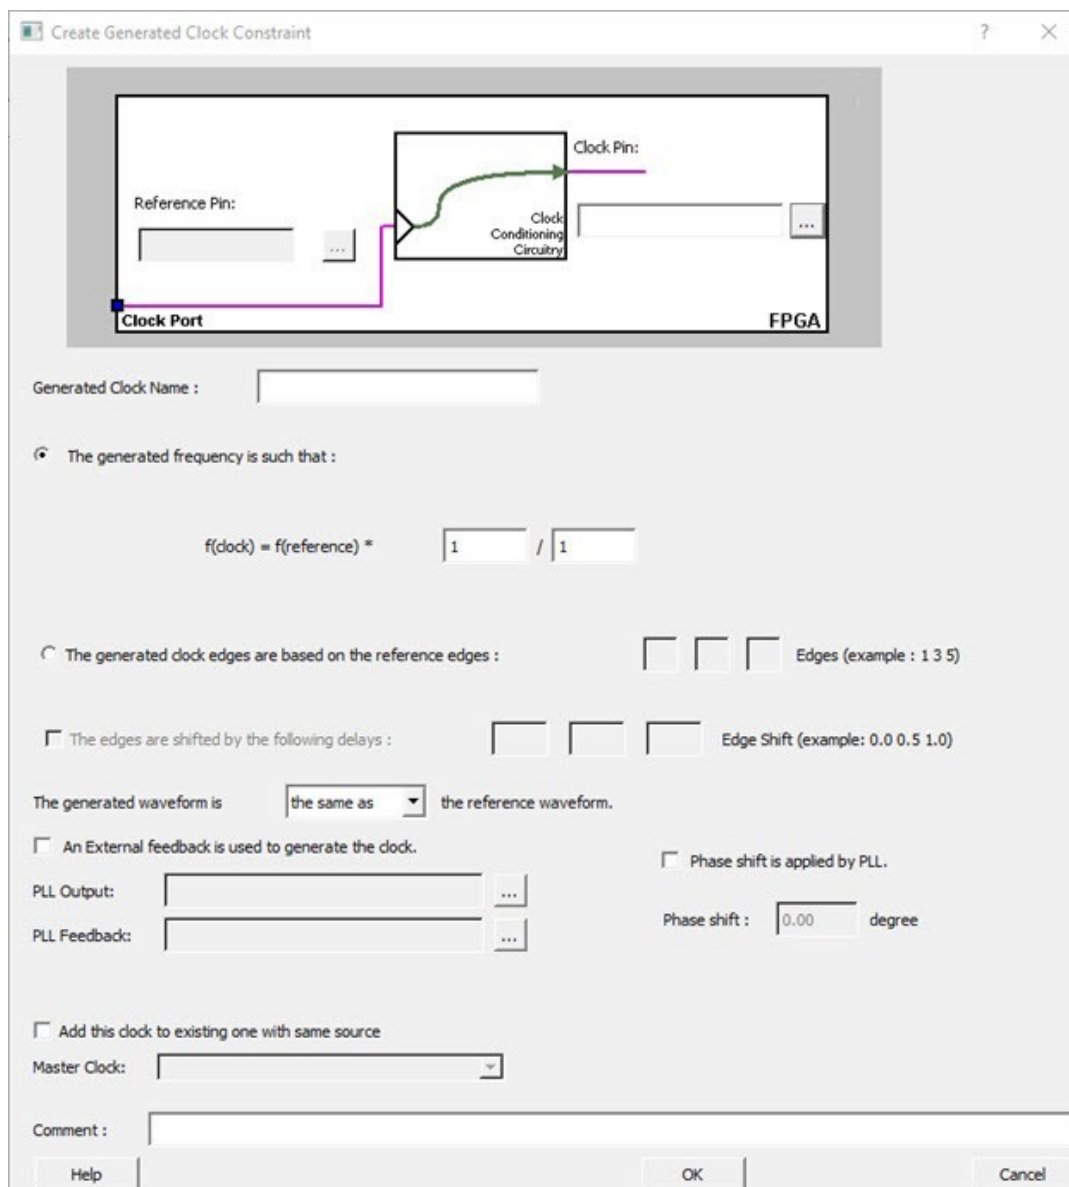 Create Generated Clock Constraint ? ×
Clock Pin:
Reference Pin:
...
Clock
Conditioning
Circuitry
...
Clock Port
FPGA
Generated Clock Name :
The generated frequency is such that :
f(clock) = f(reference) * 1 / 1
The generated clock edges are based on the reference edges : Edges (example : 1 3 5)
The edges are shifted by the following delays : Edge Shift (example: 0.0 0.5 1.0)
The generated waveform is the same as the reference waveform.
An External feedback is used to generate the clock.
Phase shift is applied by PLL.
PLL Output: ...
Phase shift : 0.00 degree
PLL Feedback: ...
Add this clock to existing one with same source
Master Clock:
Comment :
Help OK Cancel